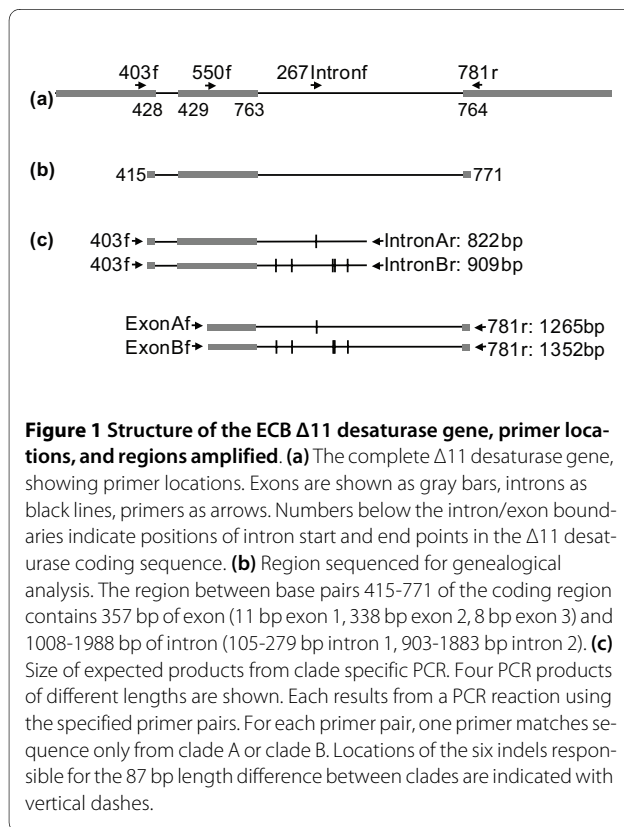 403f 550f 267Intronf 781r
(a)
428 429 763 764
(b) 415 771
(c) 403f IntronAr: 822bp
403f IntronBr: 909bp
ExonAf 781r: 1265bp
ExonBf 781r: 1352bp
Figure 1 Structure of the ECB Δ11 desaturase gene, primer loca-
tions, and regions amplified. (a) The complete Δ11 desaturase gene,
showing primer locations. Exons are shown as gray bars, introns as
black lines, primers as arrows. Numbers below the intron/exon bound-
aries indicate positions of intron start and end points in the Δ11 desat-
urase coding sequence. (b) Region sequenced for genealogical
analysis. The region between base pairs 415-771 of the coding region
contains 357 bp of exon (11 bp exon 1, 338 bp exon 2, 8 bp exon 3) and
1008-1988 bp of intron (105-279 bp intron 1, 903-1883 bp intron 2). (c)
Size of expected products from clade specific PCR. Four PCR products
of different lengths are shown. Each results from a PCR reaction using
the specified primer pairs. For each primer pair, one primer matches se-
quence only from clade A or clade B. Locations of the six indels respon-
sible for the 87 bp length difference between clades are indicated with
vertical dashes.